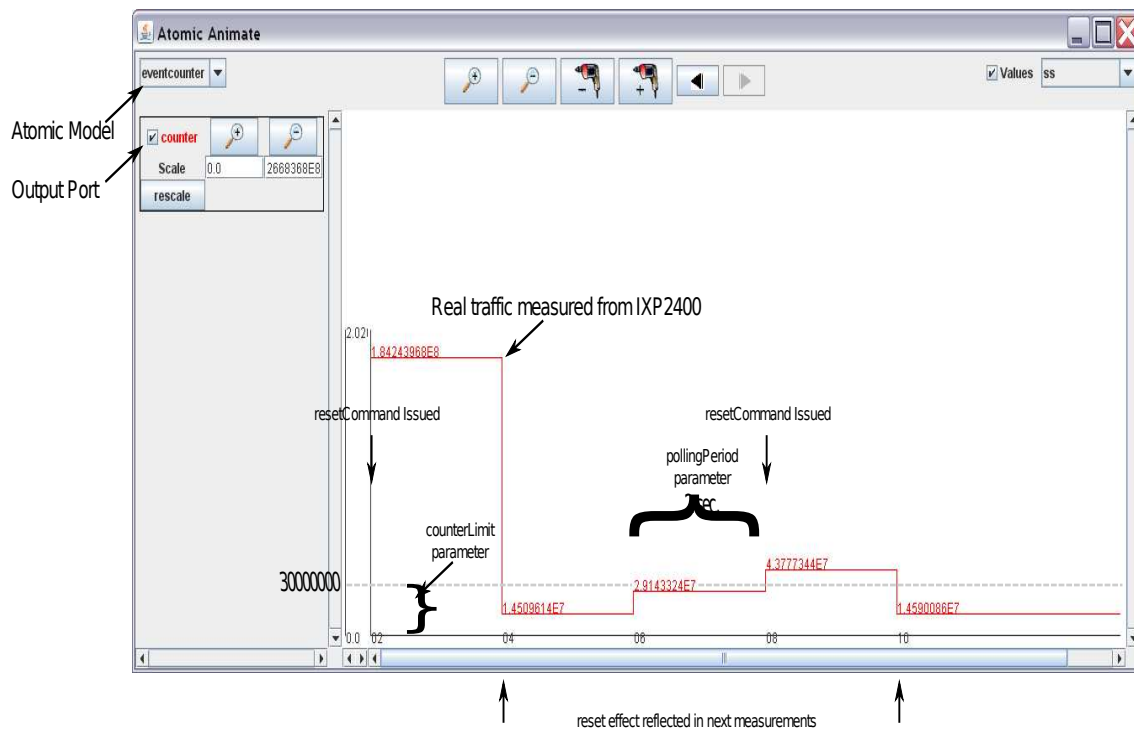 Atomic Animate
eventcounter
Values ss
Atomic Model
counter
Scale 0.0 2668368E8
Output Port
rescale
Real traffic measured from IXP2400
2.02
1.84243968E8
resetCommand Issued
resetCommand Issued
pollingPeriod
parameter
sec.
counterLimit
parameter
4.3777344E7
30000000
2.9143324E7
1.4509614E7
1.4590086E7
0.0 02 04 06 08 10
reset effect reflected in next measurements